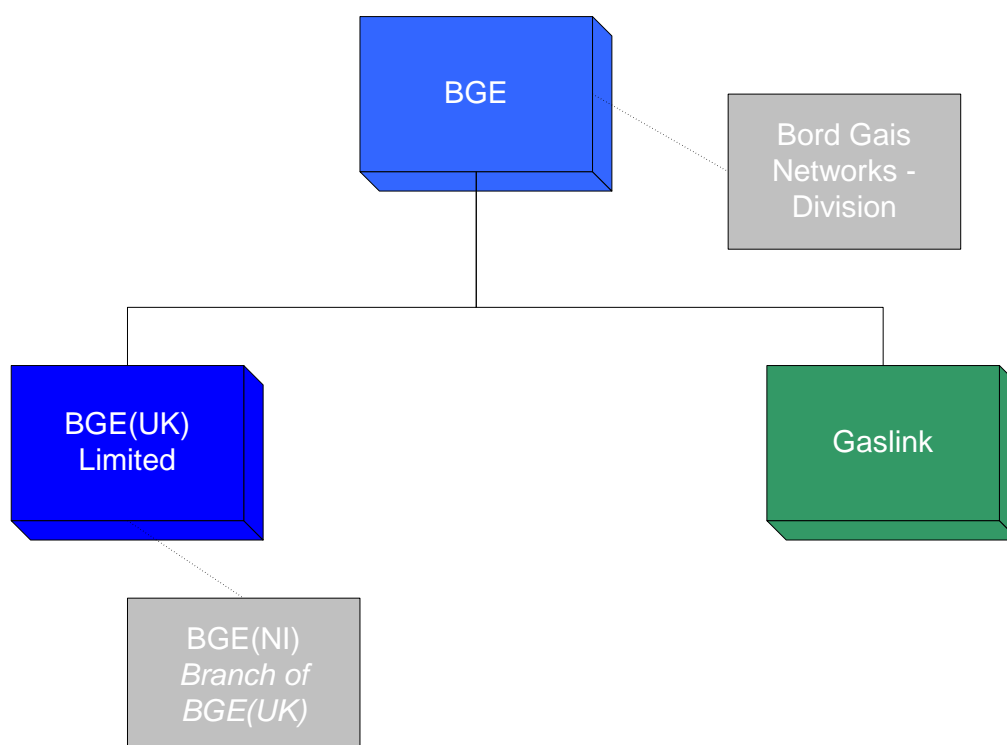 BGE
Bord Gais
Networks -
Division
BGE(UK)
Limited
Gaslink
BGE(NI)
Branch of
BGE(UK)